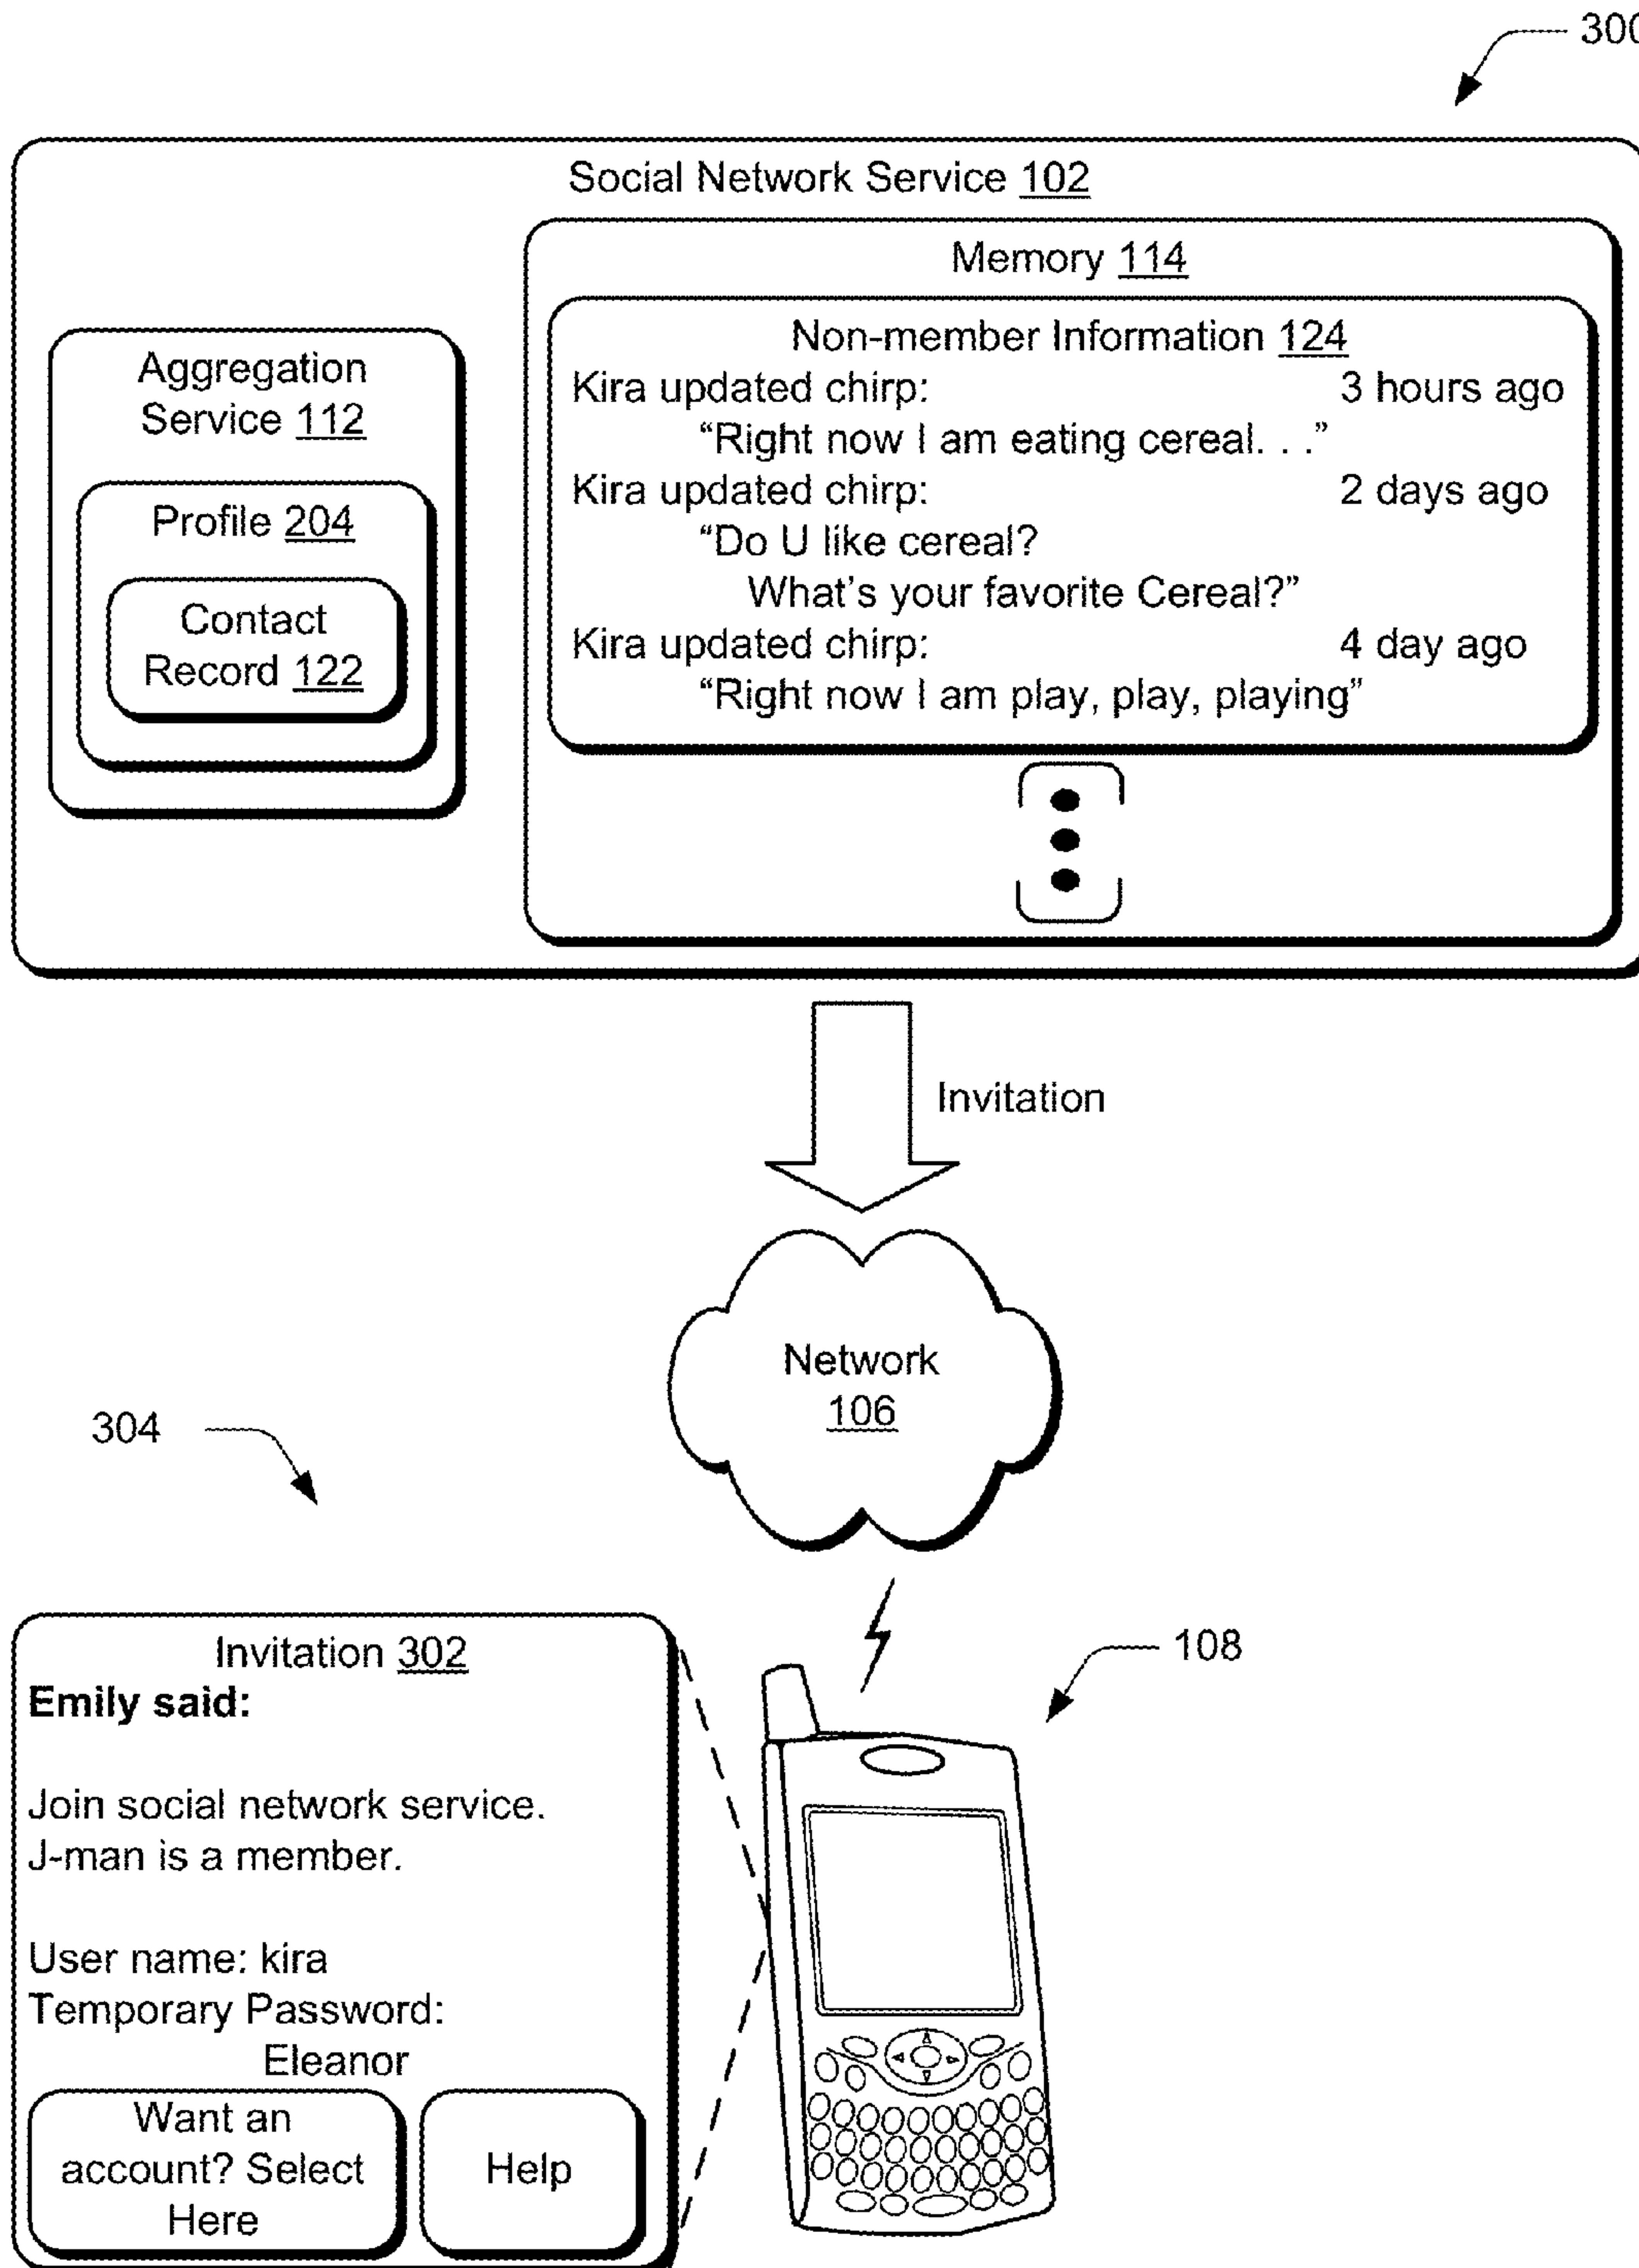 300
Social Network Service 102
Memory 114
Aggregation
Service 112
Profile 204
Contact
Record 122
Non-member Information 124
Kira updated chirp: 3 hours ago
“Right now I am eating cereal. . .”
Kira updated chirp: 2 days ago
“Do U like cereal?
What’s your favorite Cereal?”
Kira updated chirp: 4 day ago
“Right now I am play, play, playing”
Invitation
Network
106
304
108
Invitation 302
Emily said:
Join social network service.
J-man is a member.
User name: kira
Temporary Password:
Eleanor
Want an
account? Select
Here
Help